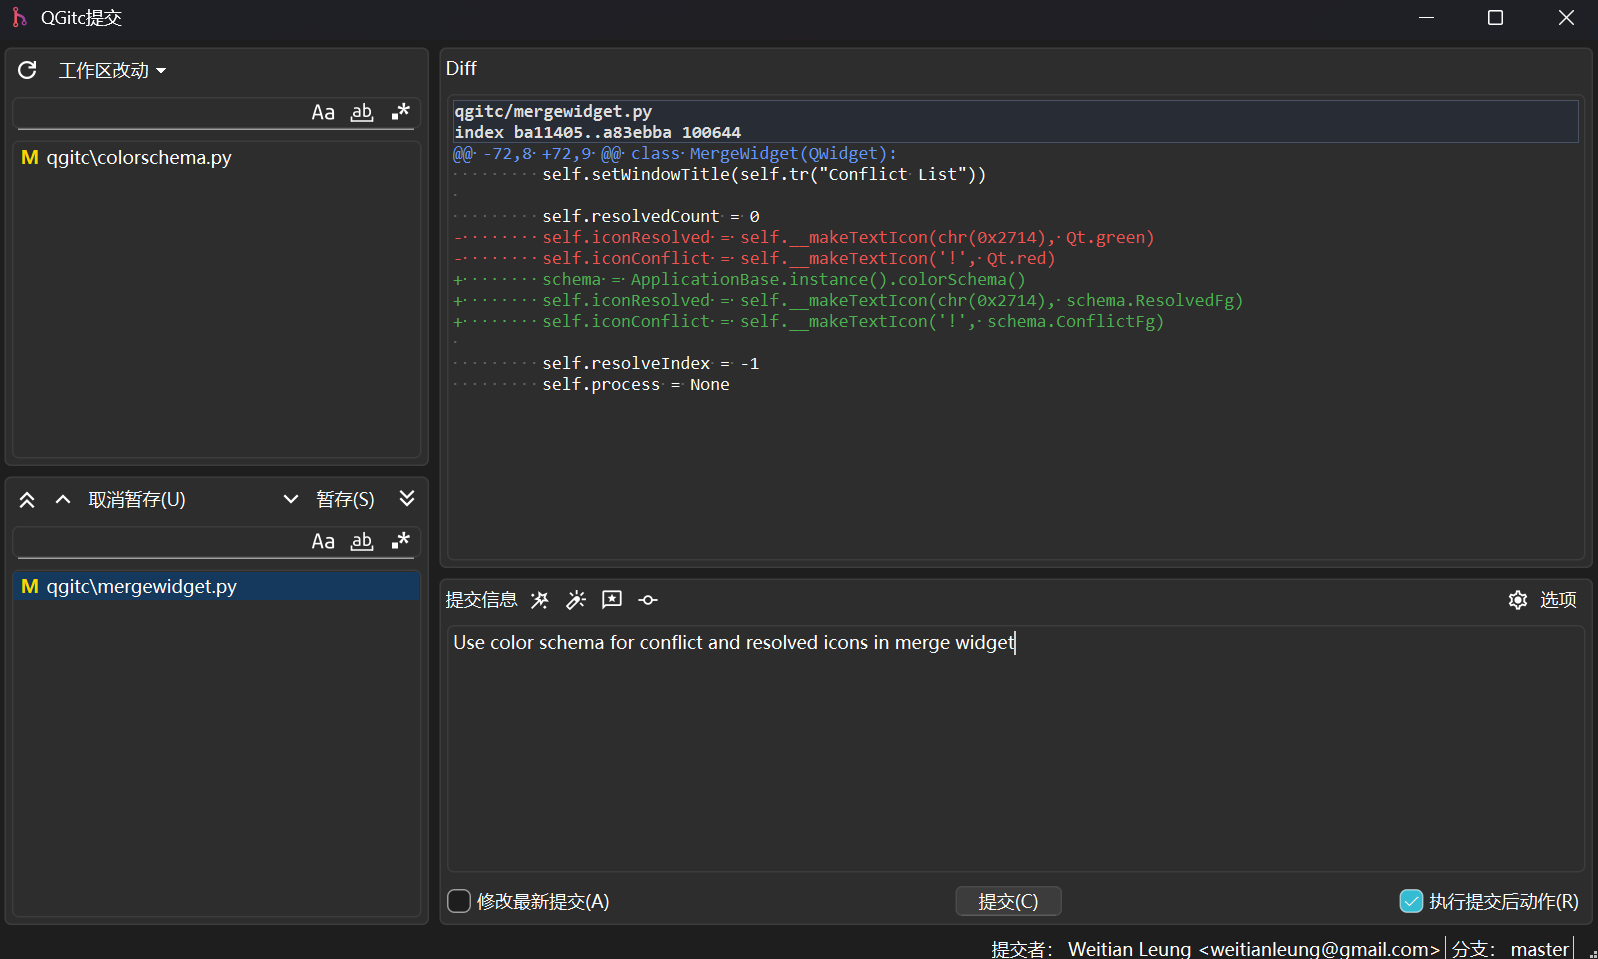 QGitc提交
工作区改动
Aa ab .*
M qgitc\colorschema.py
取消暂存(U) 暂存(S)
Aa ab .*
M qgitc\mergewidget.py
Diff
qgitc/mergewidget.py
index ba11405..a83ebba 100644
@@ -72,8 +72,9 @@ class MergeWidget(QWidget):
self.setWindowTitle(self.tr("Conflict List"))
self.resolvedCount = 0
- self.iconResolved = self.__makeTextIcon(chr(0x2714), Qt.green)
- self.iconConflict = self.__makeTextIcon('!', Qt.red)
+ schema = ApplicationBase.instance().colorSchema()
+ self.iconResolved = self.__makeTextIcon(chr(0x2714), schema.ResolvedFg)
+ self.iconConflict = self.__makeTextIcon('!', schema.ConflictFg)
self.resolveIndex = -1
self.process = None
提交信息 选项
Use color schema for conflict and resolved icons in merge widget
修改最新提交(A) 提交(C) 执行提交后动作(R)
提交者： Weitian Leung <weitianleung@gmail.com> 分支： master